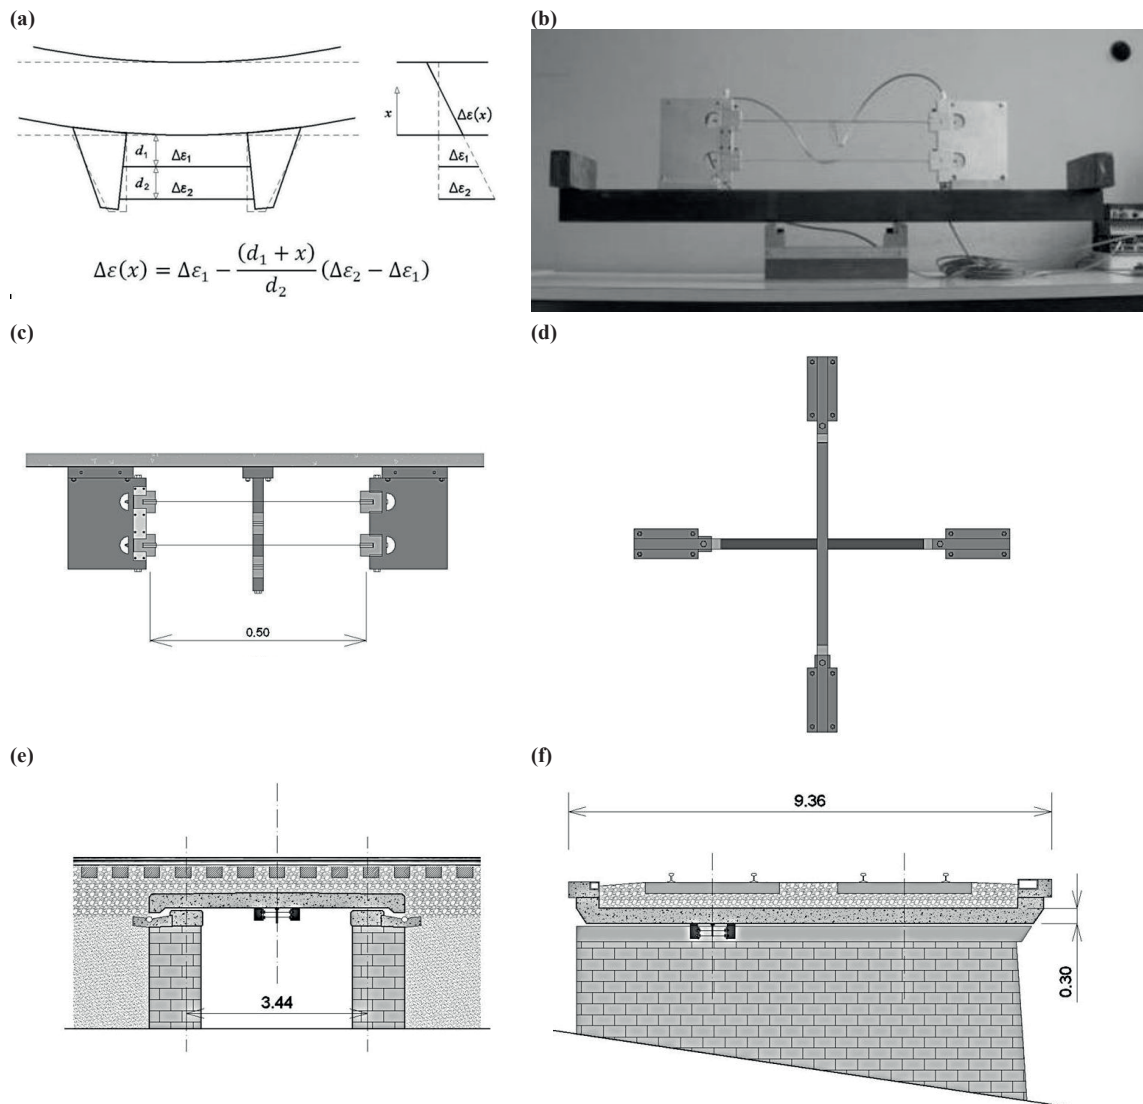 (a)
(b)
x
Δε(x)
d₁
Δε₁
Δε₁
d₂
Δε₂
Δε₂
Δε(x) = Δε₁ − (d₁ + x)/d₂ (Δε₂ − Δε₁)
(c)
(d)
0.50
(e)
(f)
9.36
3.44
0.30